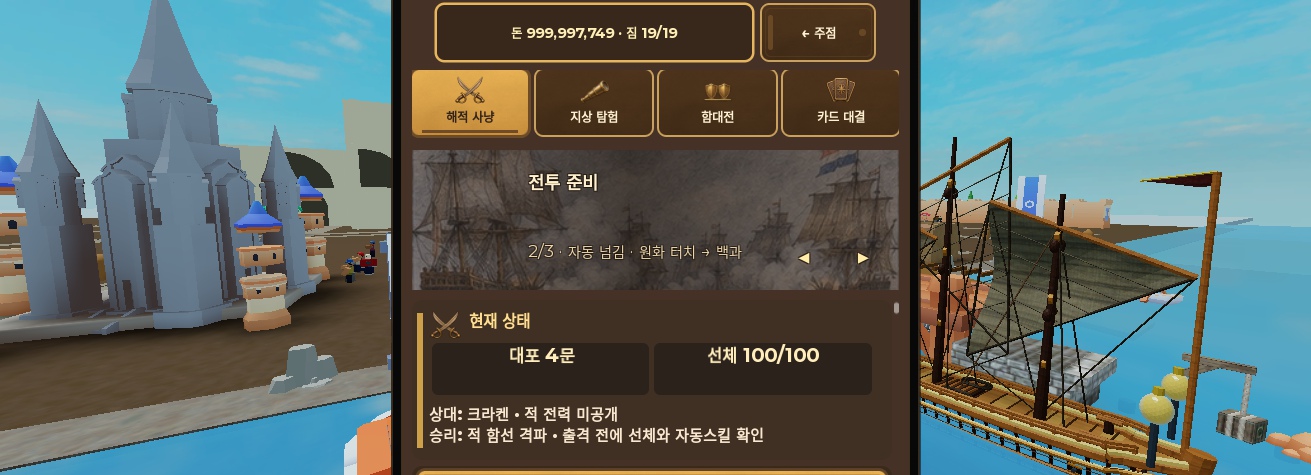 돈 999,997,749 · 짐 19/19
← 주점
해적 사냥
지상 탐험
함대전
카드 대결
전투 준비
2/3 · 자동 넘김 · 원화 터치 → 백과
◀ ▶
현재 상태
대포 4문
선체 100/100
상대: 크라켄 • 적 전력 미공개
승리: 적 함선 격파 • 출격 전에 선체와 자동스킬 확인